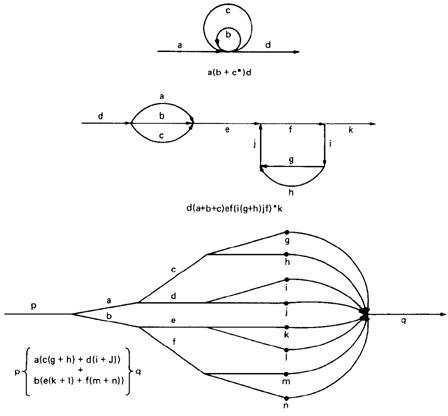 c
b
a d
a(b + c*)d
a
d b
c e f k
j i
g
h
d(a+b+c)ef(i(g+h)jf)*k
g
c h
i
p a d j
b e k q
f l
m
n
a(c(g + h) + d(i + J))
p { + } q
b(e(k + l) + f(m + n))